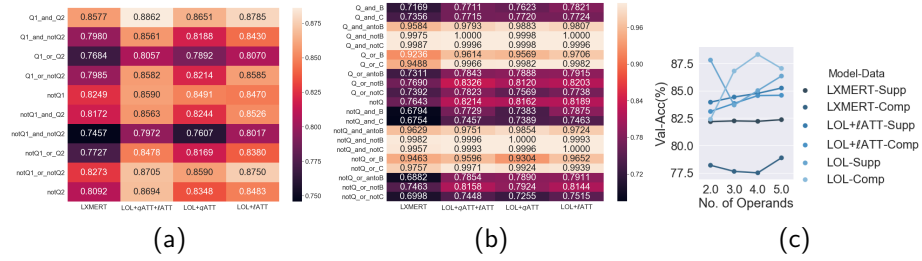 Q1_and_Q2 0.8577 0.8862 0.8651 0.8785
Q1_and_notQ2 0.7980 0.8561 0.8188 0.8430
Q1_or_Q2 0.7684 0.8057 0.7892 0.8070
Q1_or_notQ2 0.7985 0.8582 0.8214 0.8585
notQ1 0.8249 0.8590 0.8491 0.8470
notQ1_and_Q2 0.8172 0.8563 0.8244 0.8526
notQ1_and_notQ2 0.7457 0.7972 0.7607 0.8017
notQ1_or_Q2 0.7727 0.8478 0.8169 0.8380
notQ1_or_notQ2 0.8273 0.8705 0.8590 0.8750
notQ2 0.8092 0.8694 0.8348 0.8483
LXMERT LOL+qATT+ℓATT LOL+qATT LOL+ℓATT
0.875
0.850
0.825
0.800
0.775
0.750
(a)
Q_and_B 0.7169 0.7711 0.7623 0.7821
Q_and_C 0.7356 0.7715 0.7720 0.7724
Q_and_antoB 0.9584 0.9793 0.9883 0.9807
Q_and_notB 0.9975 1.0000 0.9998 1.0000
Q_and_notC 0.9987 0.9996 0.9998 0.9996
Q_or_B 0.9236 0.9614 0.9569 0.9706
Q_or_C 0.9488 0.9966 0.9982 0.9982
Q_or_antoB 0.7311 0.7843 0.7888 0.7915
Q_or_notB 0.7690 0.8326 0.8120 0.8203
Q_or_notC 0.7392 0.7823 0.7569 0.7738
notQ 0.7643 0.8214 0.8162 0.8189
notQ_and_B 0.6794 0.7729 0.7383 0.7875
notQ_and_C 0.6754 0.7457 0.7389 0.7463
notQ_and_antoB 0.9629 0.9751 0.9854 0.9724
notQ_and_notB 0.9982 0.9996 1.0000 0.9993
notQ_and_notC 0.9957 0.9993 0.9996 1.0000
notQ_or_B 0.9463 0.9596 0.9304 0.9652
notQ_or_C 0.9757 0.9971 0.9924 0.9939
notQ_or_antoB 0.6882 0.7854 0.7890 0.7911
notQ_or_notB 0.7463 0.8158 0.7924 0.8144
notQ_or_notC 0.6998 0.7448 0.7255 0.7515
LXMERT LOL+qATT+ℓATT LOL+qATT LOL+ℓATT
0.96
0.90
0.84
0.78
0.72
(b)
Val-Acc(%)
87.5
85.0
82.5
80.0
77.5
2.0 3.0 4.0 5.0
No. of Operands
Model-Data
LXMERT-Supp
LXMERT-Comp
LOL+ℓATT-Supp
LOL+ℓATT-Comp
LOL-Supp
LOL-Comp
(c)